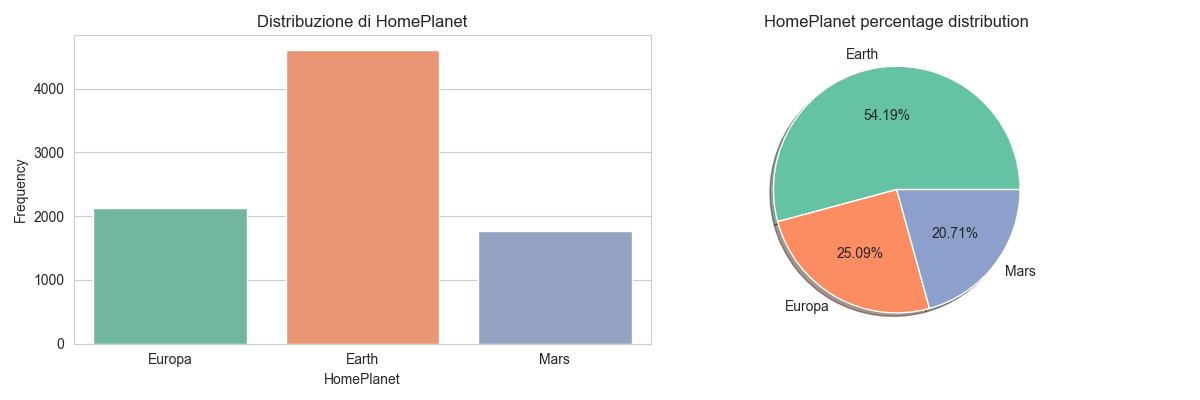 Distribuzione di HomePlanet
Frequency
4000
3000
2000
1000
0
Europa
Earth
Mars
HomePlanet
HomePlanet percentage distribution
Earth
54.19%
25.09%
20.71%
Mars
Europa